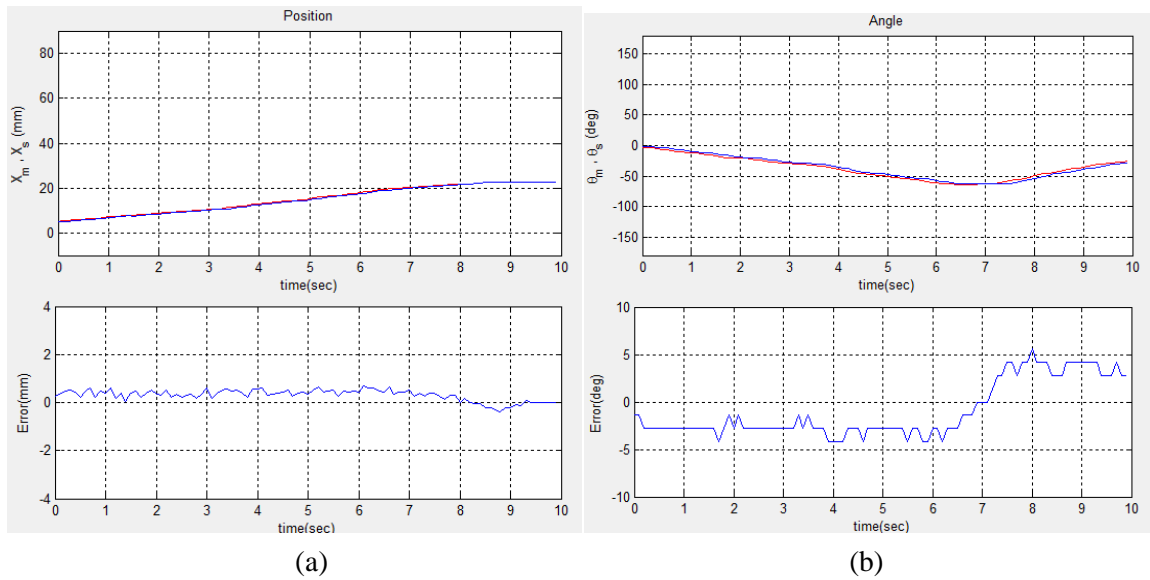 Position
80
60
40
20
0
X_m , X_s (mm)
0 1 2 3 4 5 6 7 8 9 10
time(sec)
4
2
0
-2
-4
Error(mm)
0 1 2 3 4 5 6 7 8 9 10
time(sec)
(a)
Angle
150
100
50
0
-50
-100
-150
θ_m , θ_s (deg)
0 1 2 3 4 5 6 7 8 9 10
time(sec)
10
5
0
-5
-10
Error(deg)
0 1 2 3 4 5 6 7 8 9 10
time(sec)
(b)